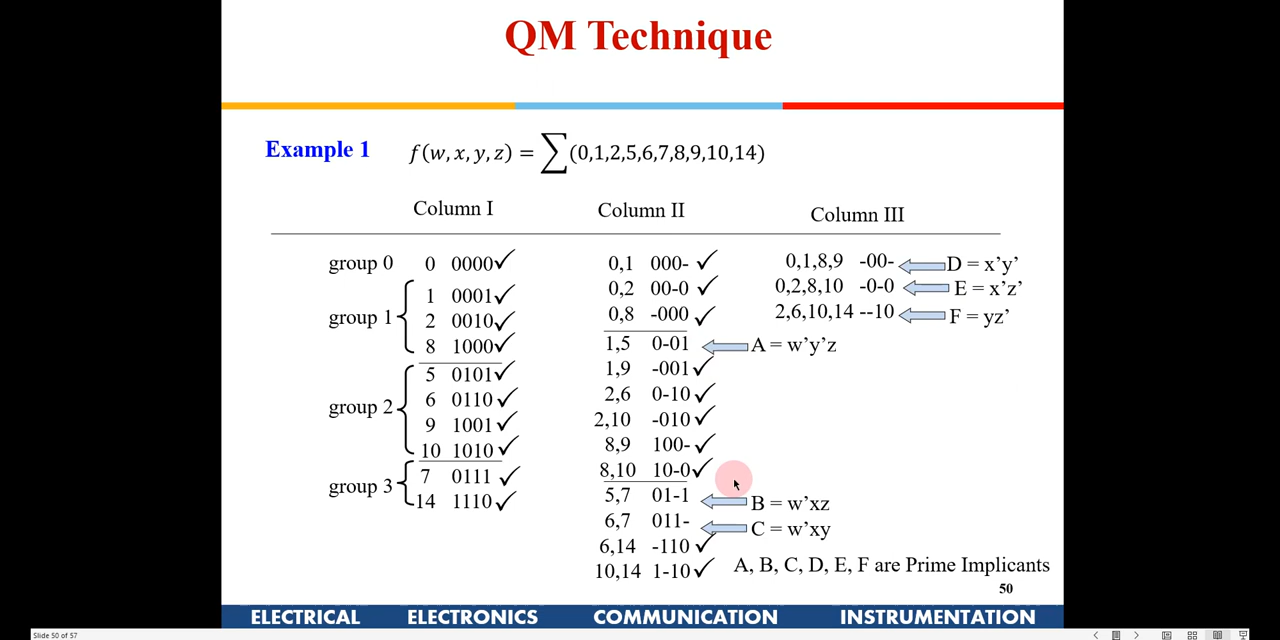 QM Technique
Example 1 f(w, x, y, z) = ∑(0,1,2,5,6,7,8,9,10,14)
Column I Column II Column III
group 0 0 0000✓ 0,1 000- ✓ 0,1,8,9 -00- D = x'y'
0,2 00-0 ✓ 0,2,8,10 -0-0 E = x'z'
group 1 1 0001✓ 0,8 -000 ✓ 2,6,10,14 --10 F = yz'
2 0010✓ 1,5 0-01 A = w'y'z
8 1000✓ 1,9 -001✓
group 2 5 0101✓ 2,6 0-10✓
6 0110✓ 2,10 -010✓
9 1001✓ 8,9 100-✓
10 1010✓ 8,10 10-0✓
group 3 7 0111 ✓ 5,7 01-1 B = w'xz
14 1110✓ 6,7 011- C = w'xy
6,14 -110 ✓
10,14 1-10✓ A, B, C, D, E, F are Prime Implicants
50
ELECTRICAL ELECTRONICS COMMUNICATION INSTRUMENTATION
Slide 50 of 57